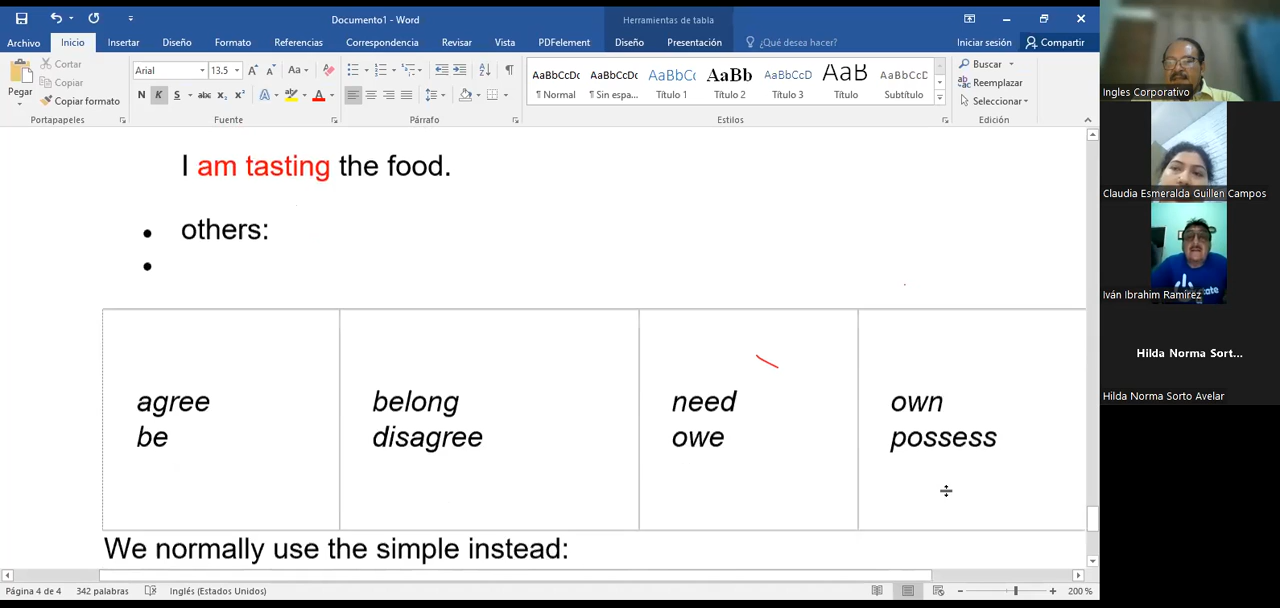 Documento1 - Word
Herramientas de tabla
Archivo Inicio Insertar Diseño Formato Referencias Correspondencia Revisar Vista PDFelement Diseño Presentación ¿Qué desea hacer? Iniciar sesión Compartir
Pegar
Cortar
Copiar
Copiar formato
Portapapeles
Arial 13.5
N K S abc x₂ x²
Fuente
Párrafo
AaBbCcDc AaBbCcDc AaBbC AaBb AaBbCcD AaB AaBbCcD
¶ Normal ¶ Sin espa... Título 1 Título 2 Título 3 Título Subtítulo
Estilos
Buscar
Reemplazar
Seleccionar
Edición
I am tasting the food.
• others:
•
agree belong need own
be disagree owe possess
We normally use the simple instead:
Página 4 de 4 342 palabras Inglés (Estados Unidos) 200 %
Ingles Corporativo
Claudia Esmeralda Guillen Campos
Iván Ibrahim Ramirez
Hilda Norma Sort...
Hilda Norma Sorto Avelar